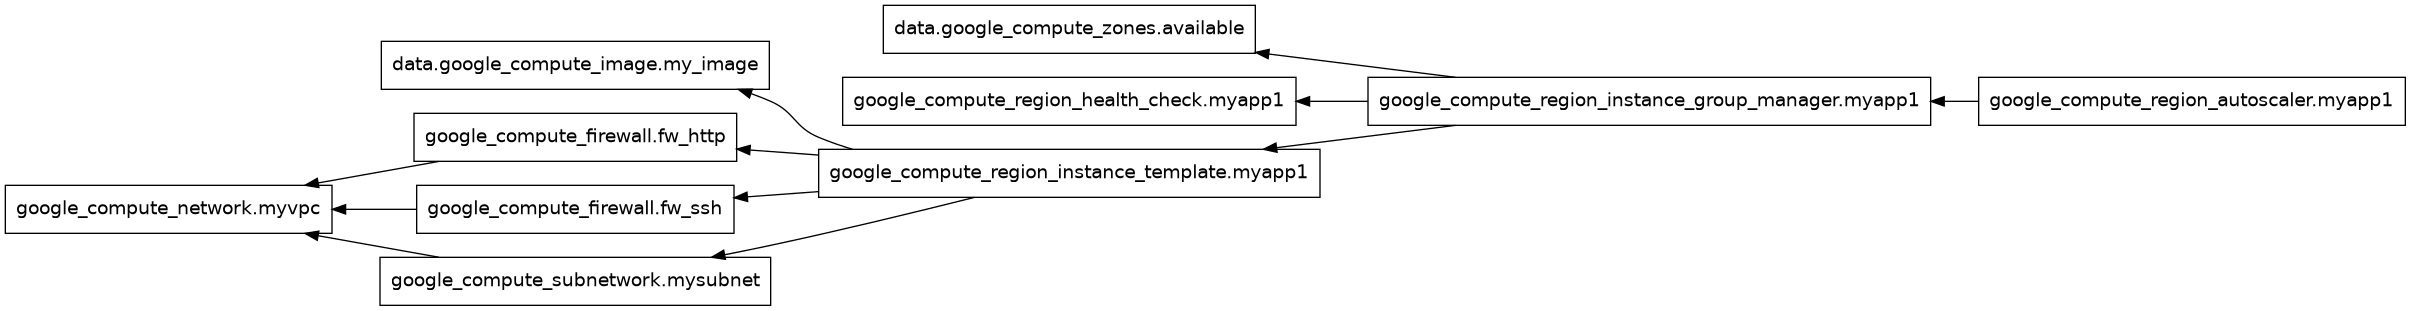 data.google_compute_zones.available
data.google_compute_image.my_image
google_compute_region_health_check.myapp1
google_compute_region_instance_group_manager.myapp1
google_compute_region_autoscaler.myapp1
google_compute_firewall.fw_http
google_compute_region_instance_template.myapp1
google_compute_network.myvpc
google_compute_firewall.fw_ssh
google_compute_subnetwork.mysubnet